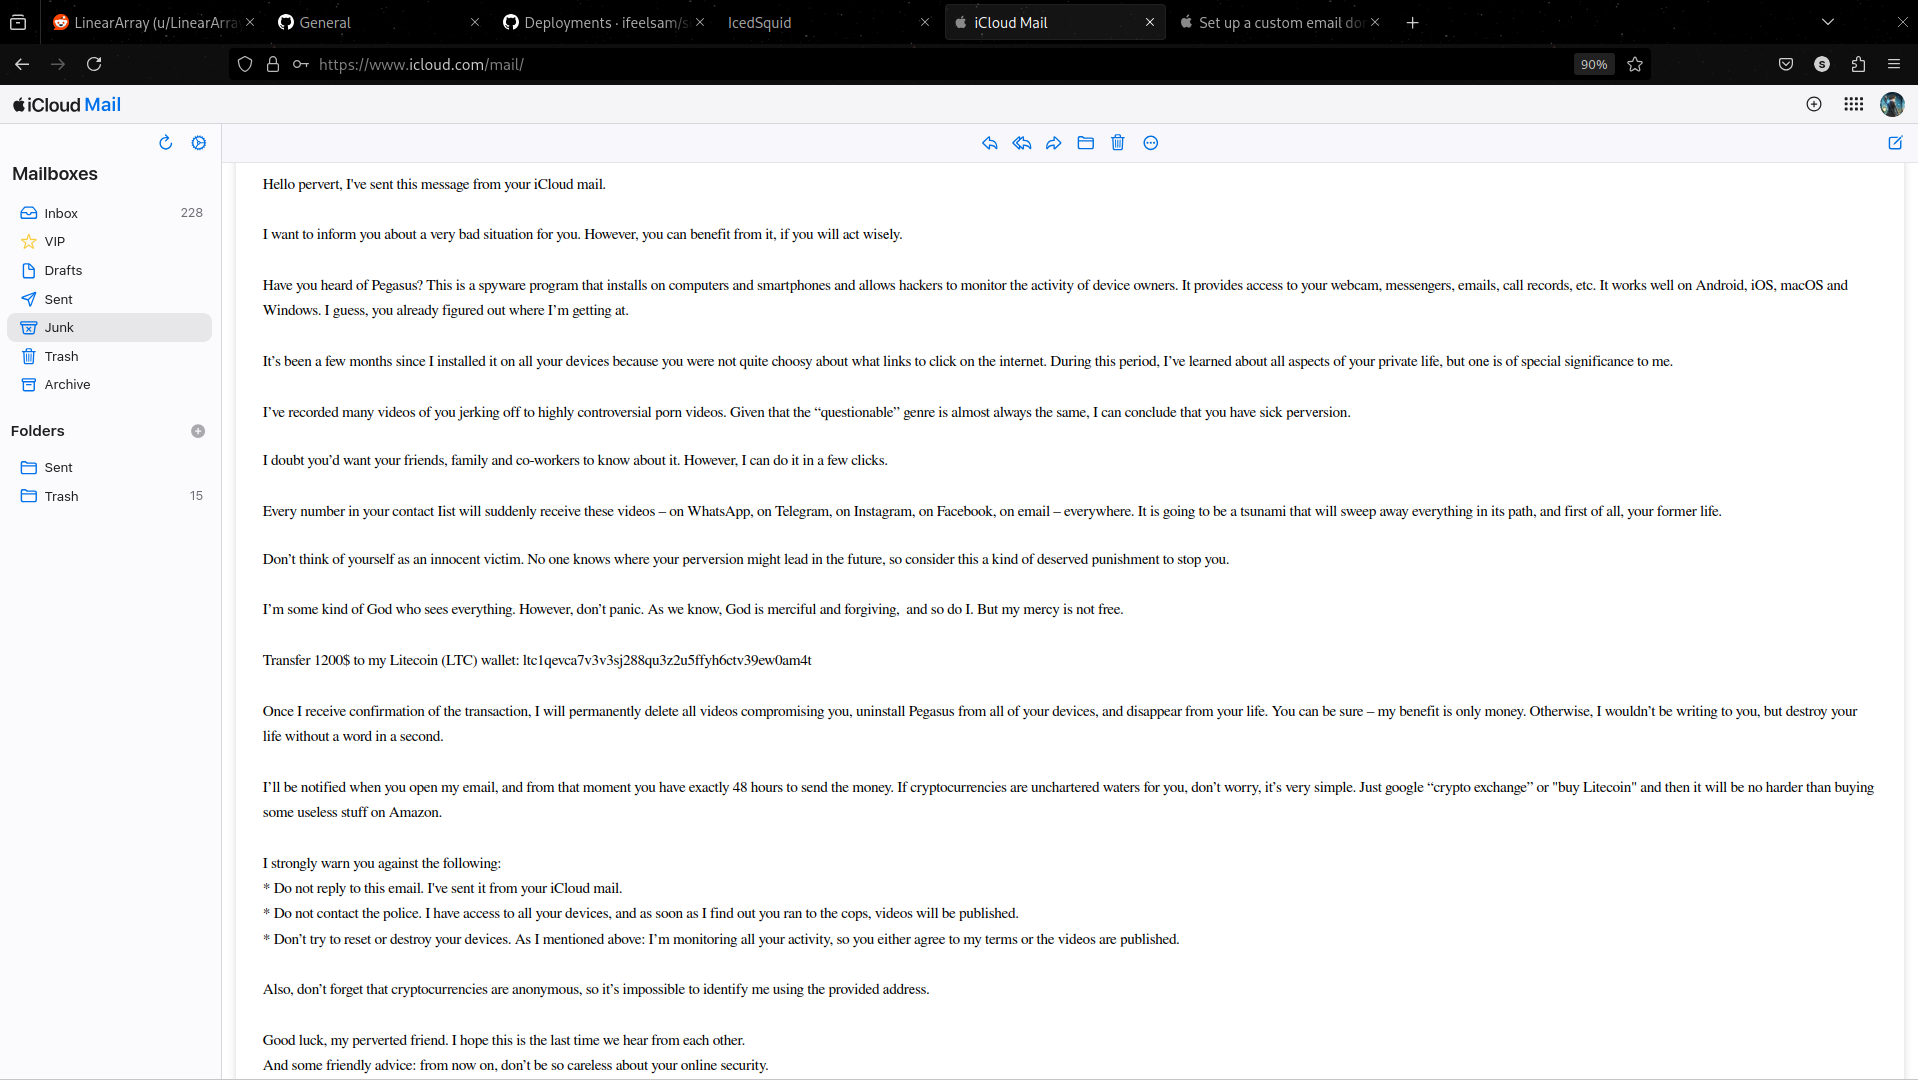 LinearArray (u/LinearArra
General
Deployments · ifeelsam/s
IcedSquid
iCloud Mail
Set up a custom email do
https://www.icloud.com/mail/
90%
S
iCloud Mail
Mailboxes
Inbox 228
VIP
Drafts
Sent
Junk
Trash
Archive
Folders
Sent
Trash 15
Hello pervert, I've sent this message from your iCloud mail.
I want to inform you about a very bad situation for you. However, you can benefit from it, if you will act wisely.
Have you heard of Pegasus? This is a spyware program that installs on computers and smartphones and allows hackers to monitor the activity of device owners. It provides access to your webcam, messengers, emails, call records, etc. It works well on Android, iOS, macOS and
Windows. I guess, you already figured out where I’m getting at.
It’s been a few months since I installed it on all your devices because you were not quite choosy about what links to click on the internet. During this period, I’ve learned about all aspects of your private life, but one is of special significance to me.
I’ve recorded many videos of you jerking off to highly controversial porn videos. Given that the “questionable” genre is almost always the same, I can conclude that you have sick perversion.
I doubt you’d want your friends, family and co-workers to know about it. However, I can do it in a few clicks.
Every number in your contact Iist will suddenly receive these videos – on WhatsApp, on Telegram, on Instagram, on Facebook, on email – everywhere. It is going to be a tsunami that will sweep away everything in its path, and first of all, your former life.
Don’t think of yourself as an innocent victim. No one knows where your perversion might lead in the future, so consider this a kind of deserved punishment to stop you.
I’m some kind of God who sees everything. However, don’t panic. As we know, God is merciful and forgiving,  and so do I. But my mercy is not free.
Transfer 1200$ to my Litecoin (LTC) wallet: ltc1qevca7v3v3sj288qu3z2u5ffyh6ctv39ew0am4t
Once I receive confirmation of the transaction, I will permanently delete all videos compromising you, uninstall Pegasus from all of your devices, and disappear from your life. You can be sure – my benefit is only money. Otherwise, I wouldn’t be writing to you, but destroy your
life without a word in a second.
I’ll be notified when you open my email, and from that moment you have exactly 48 hours to send the money. If cryptocurrencies are unchartered waters for you, don’t worry, it’s very simple. Just google “crypto exchange” or "buy Litecoin" and then it will be no harder than buying
some useless stuff on Amazon.
I strongly warn you against the following:
* Do not reply to this email. I've sent it from your iCloud mail.
* Do not contact the police. I have access to all your devices, and as soon as I find out you ran to the cops, videos will be published.
* Don’t try to reset or destroy your devices. As I mentioned above: I’m monitoring all your activity, so you either agree to my terms or the videos are published.
Also, don’t forget that cryptocurrencies are anonymous, so it’s impossible to identify me using the provided address.
Good luck, my perverted friend. I hope this is the last time we hear from each other.
And some friendly advice: from now on, don’t be so careless about your online security.